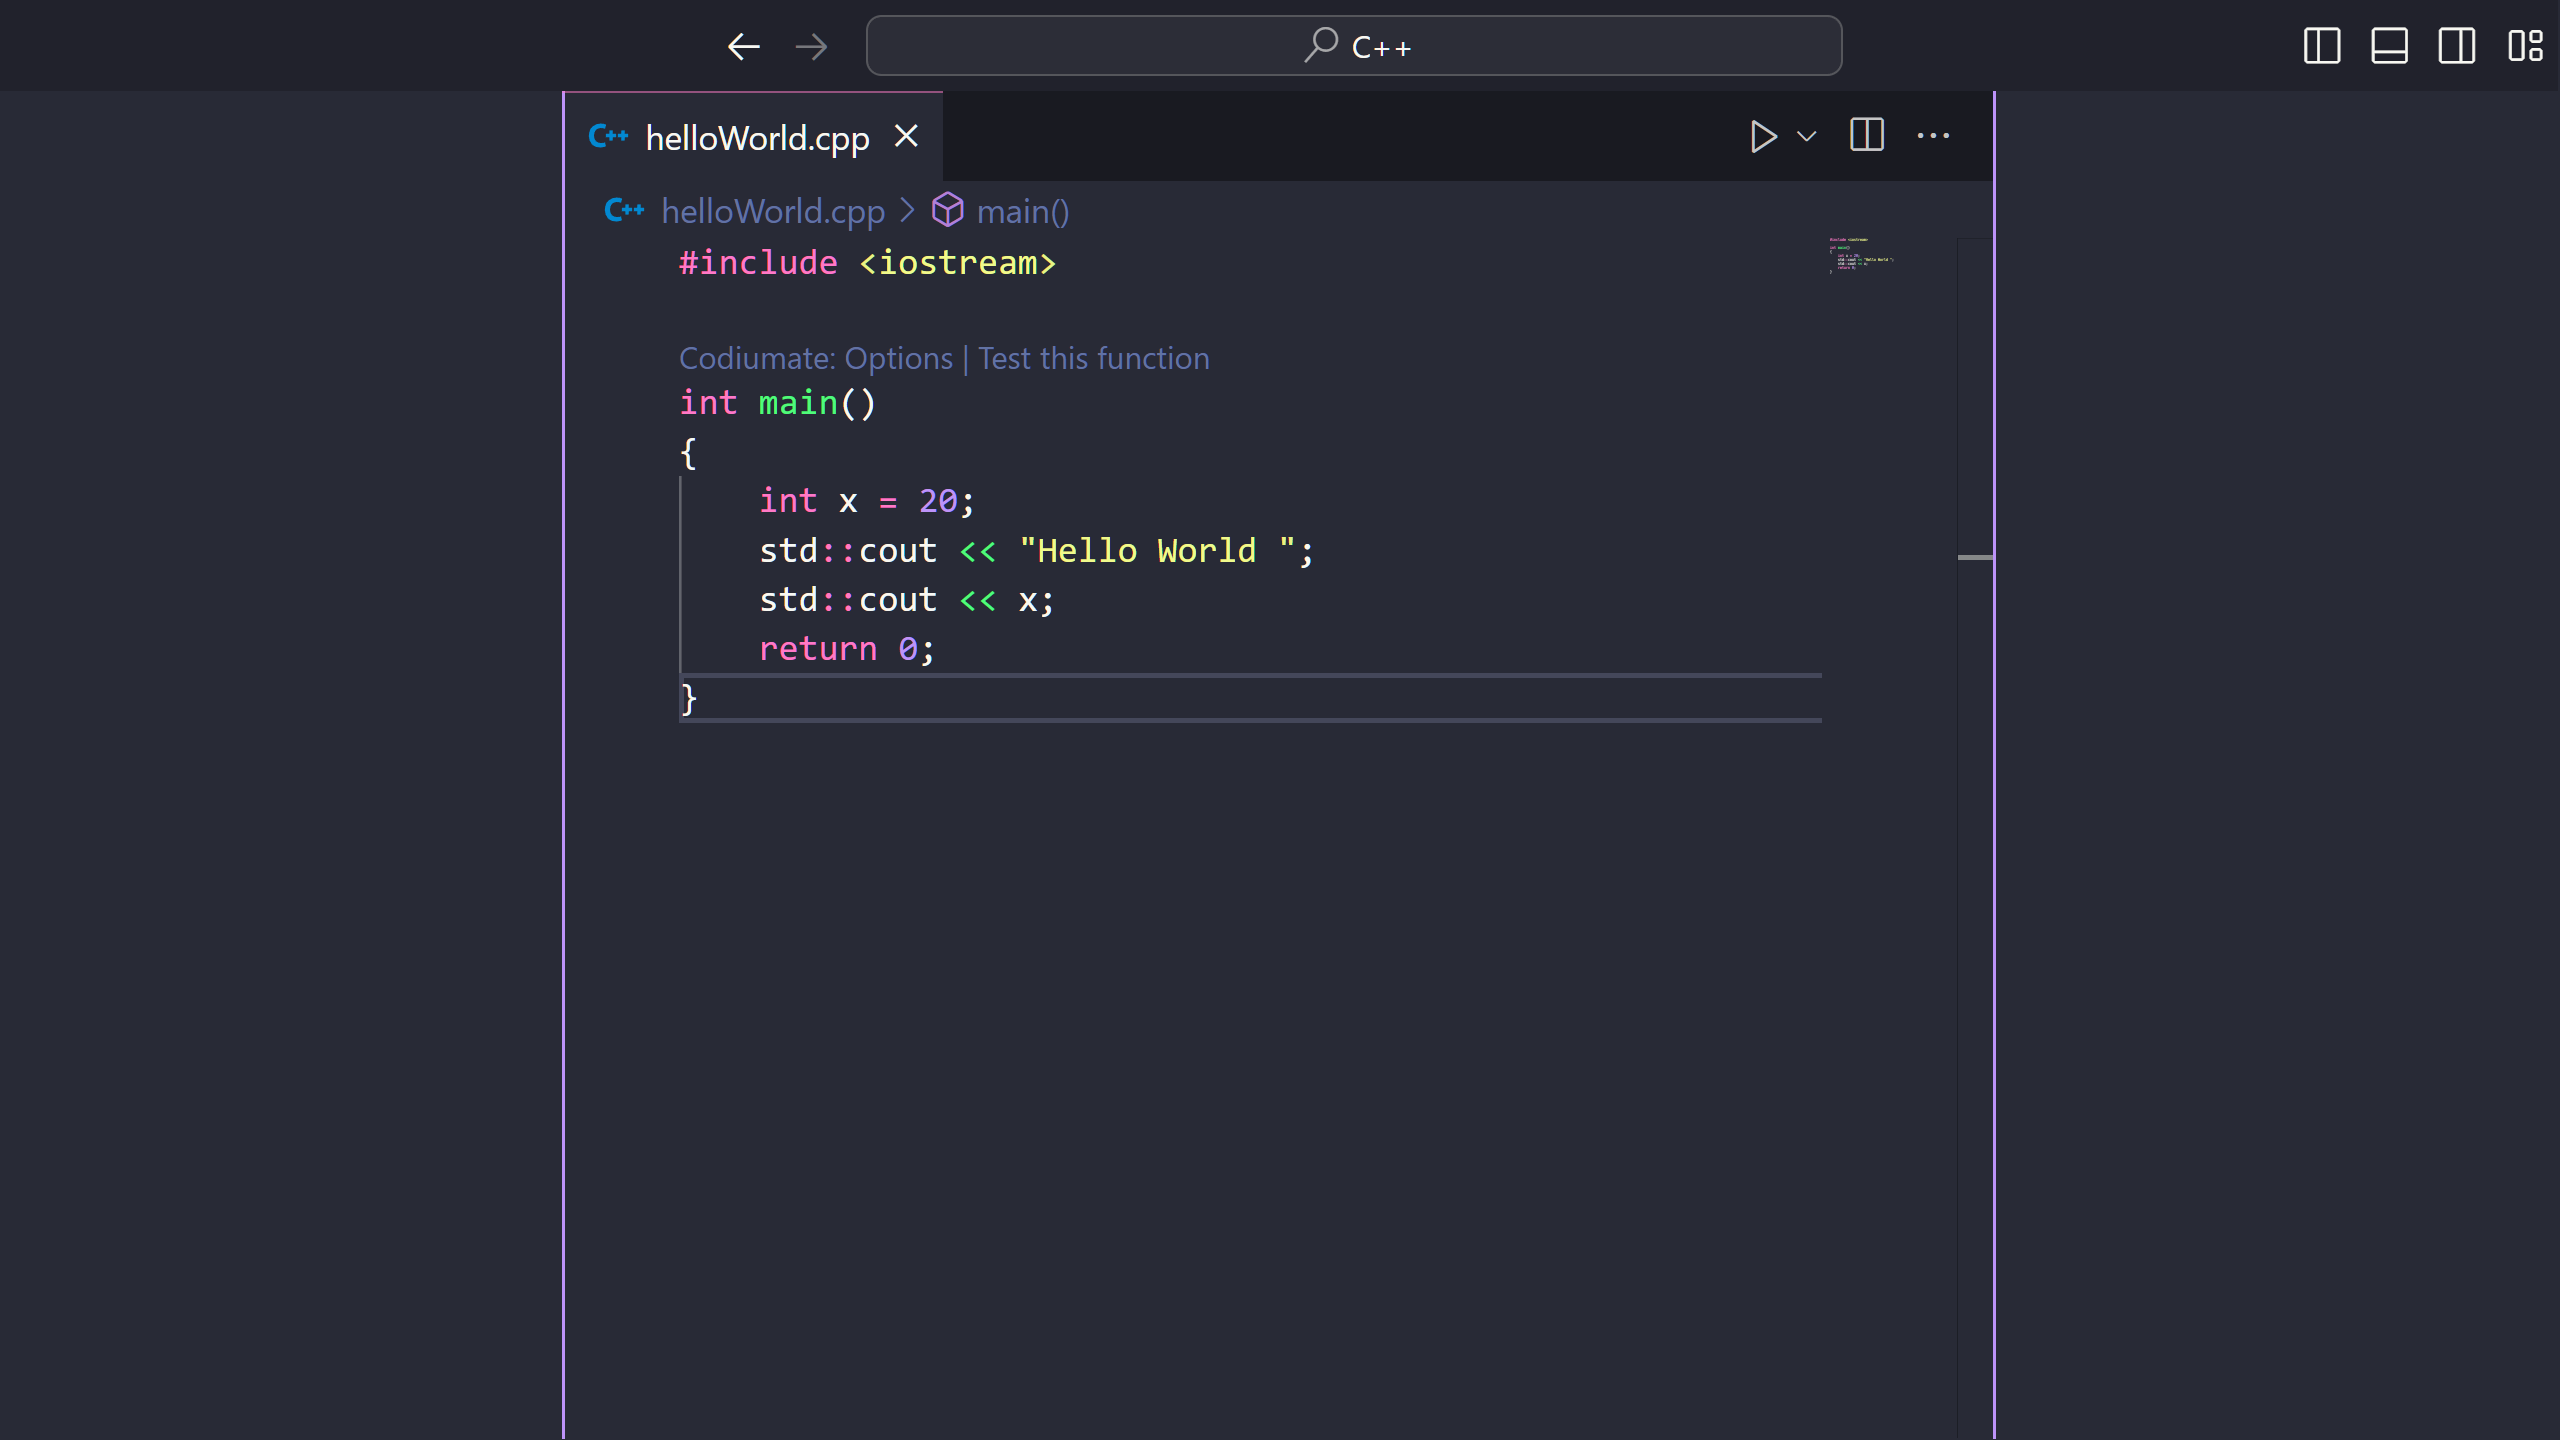 C++
C++ helloWorld.cpp
C++ helloWorld.cpp > main()
#include <iostream>
Codiumate: Options | Test this function
int main()
{
    int x = 20;
    std::cout << "Hello World ";
    std::cout << x;
    return 0;
}